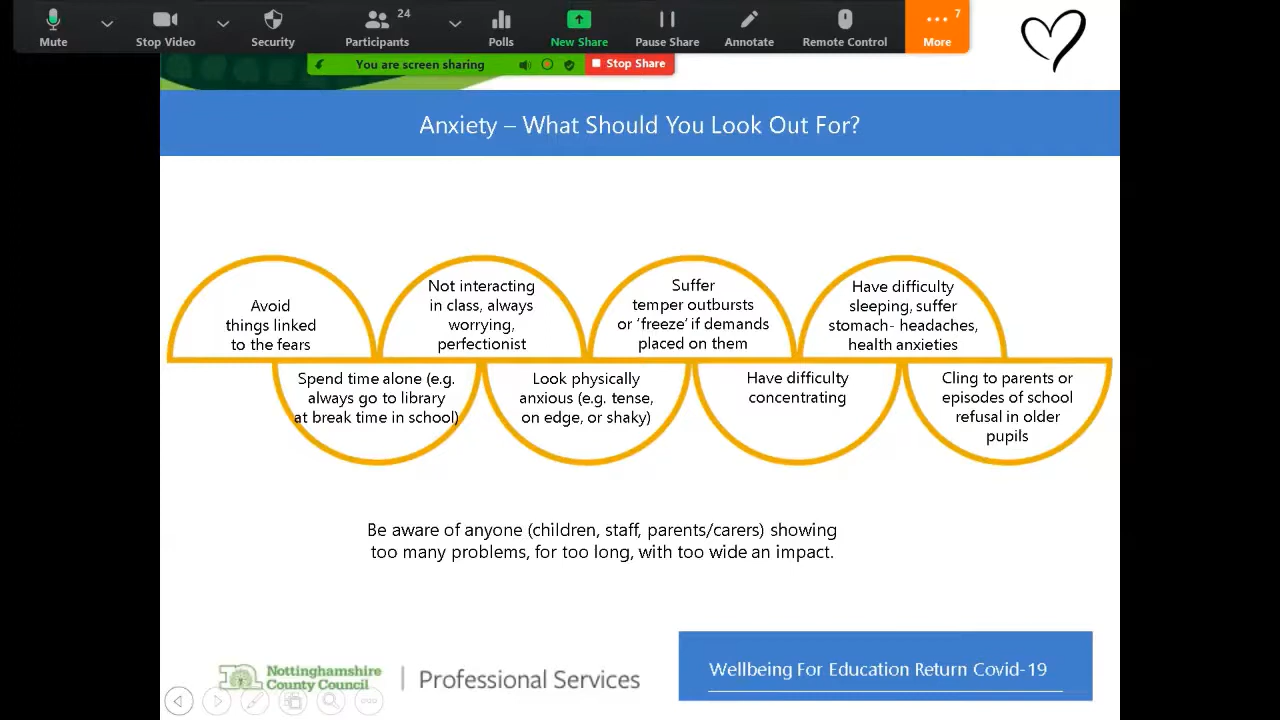 24
7
Mute
Stop Video
Security
Participants
Polls
New Share
Pause Share
Annotate
Remote Control
More
You are screen sharing
Stop Share
Anxiety – What Should You Look Out For?
Avoid
things linked
to the fears
Not interacting
in class, always
worrying,
perfectionist
Suffer
temper outbursts
or ‘freeze’ if demands
placed on them
Have difficulty
sleeping, suffer
stomach- headaches,
health anxieties
Spend time alone (e.g.
always go to library
at break time in school)
Look physically
anxious (e.g. tense,
on edge, or shaky)
Have difficulty
concentrating
Cling to parents or
episodes of school
refusal in older
pupils
Be aware of anyone (children, staff, parents/carers) showing
too many problems, for too long, with too wide an impact.
Nottinghamshire
County Council
Professional Services
Wellbeing For Education Return Covid-19